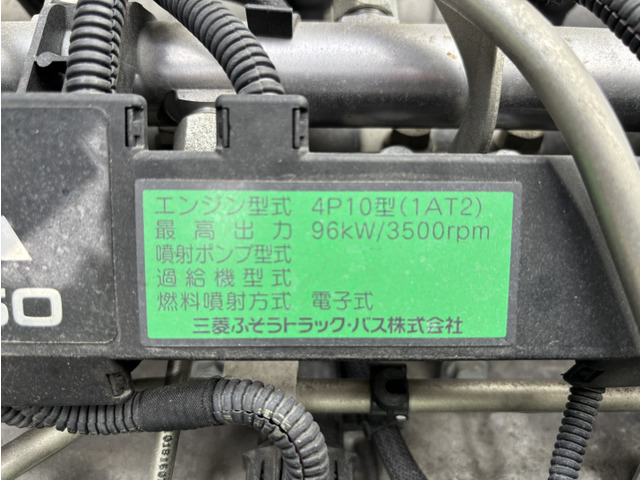 エンジン型式 4P10型(1AT2)
最高出力 96kW/3500rpm
噴射ポンプ型式
過給機型式
燃料噴射方式 電子式
三菱ふそうトラック・バス株式会社